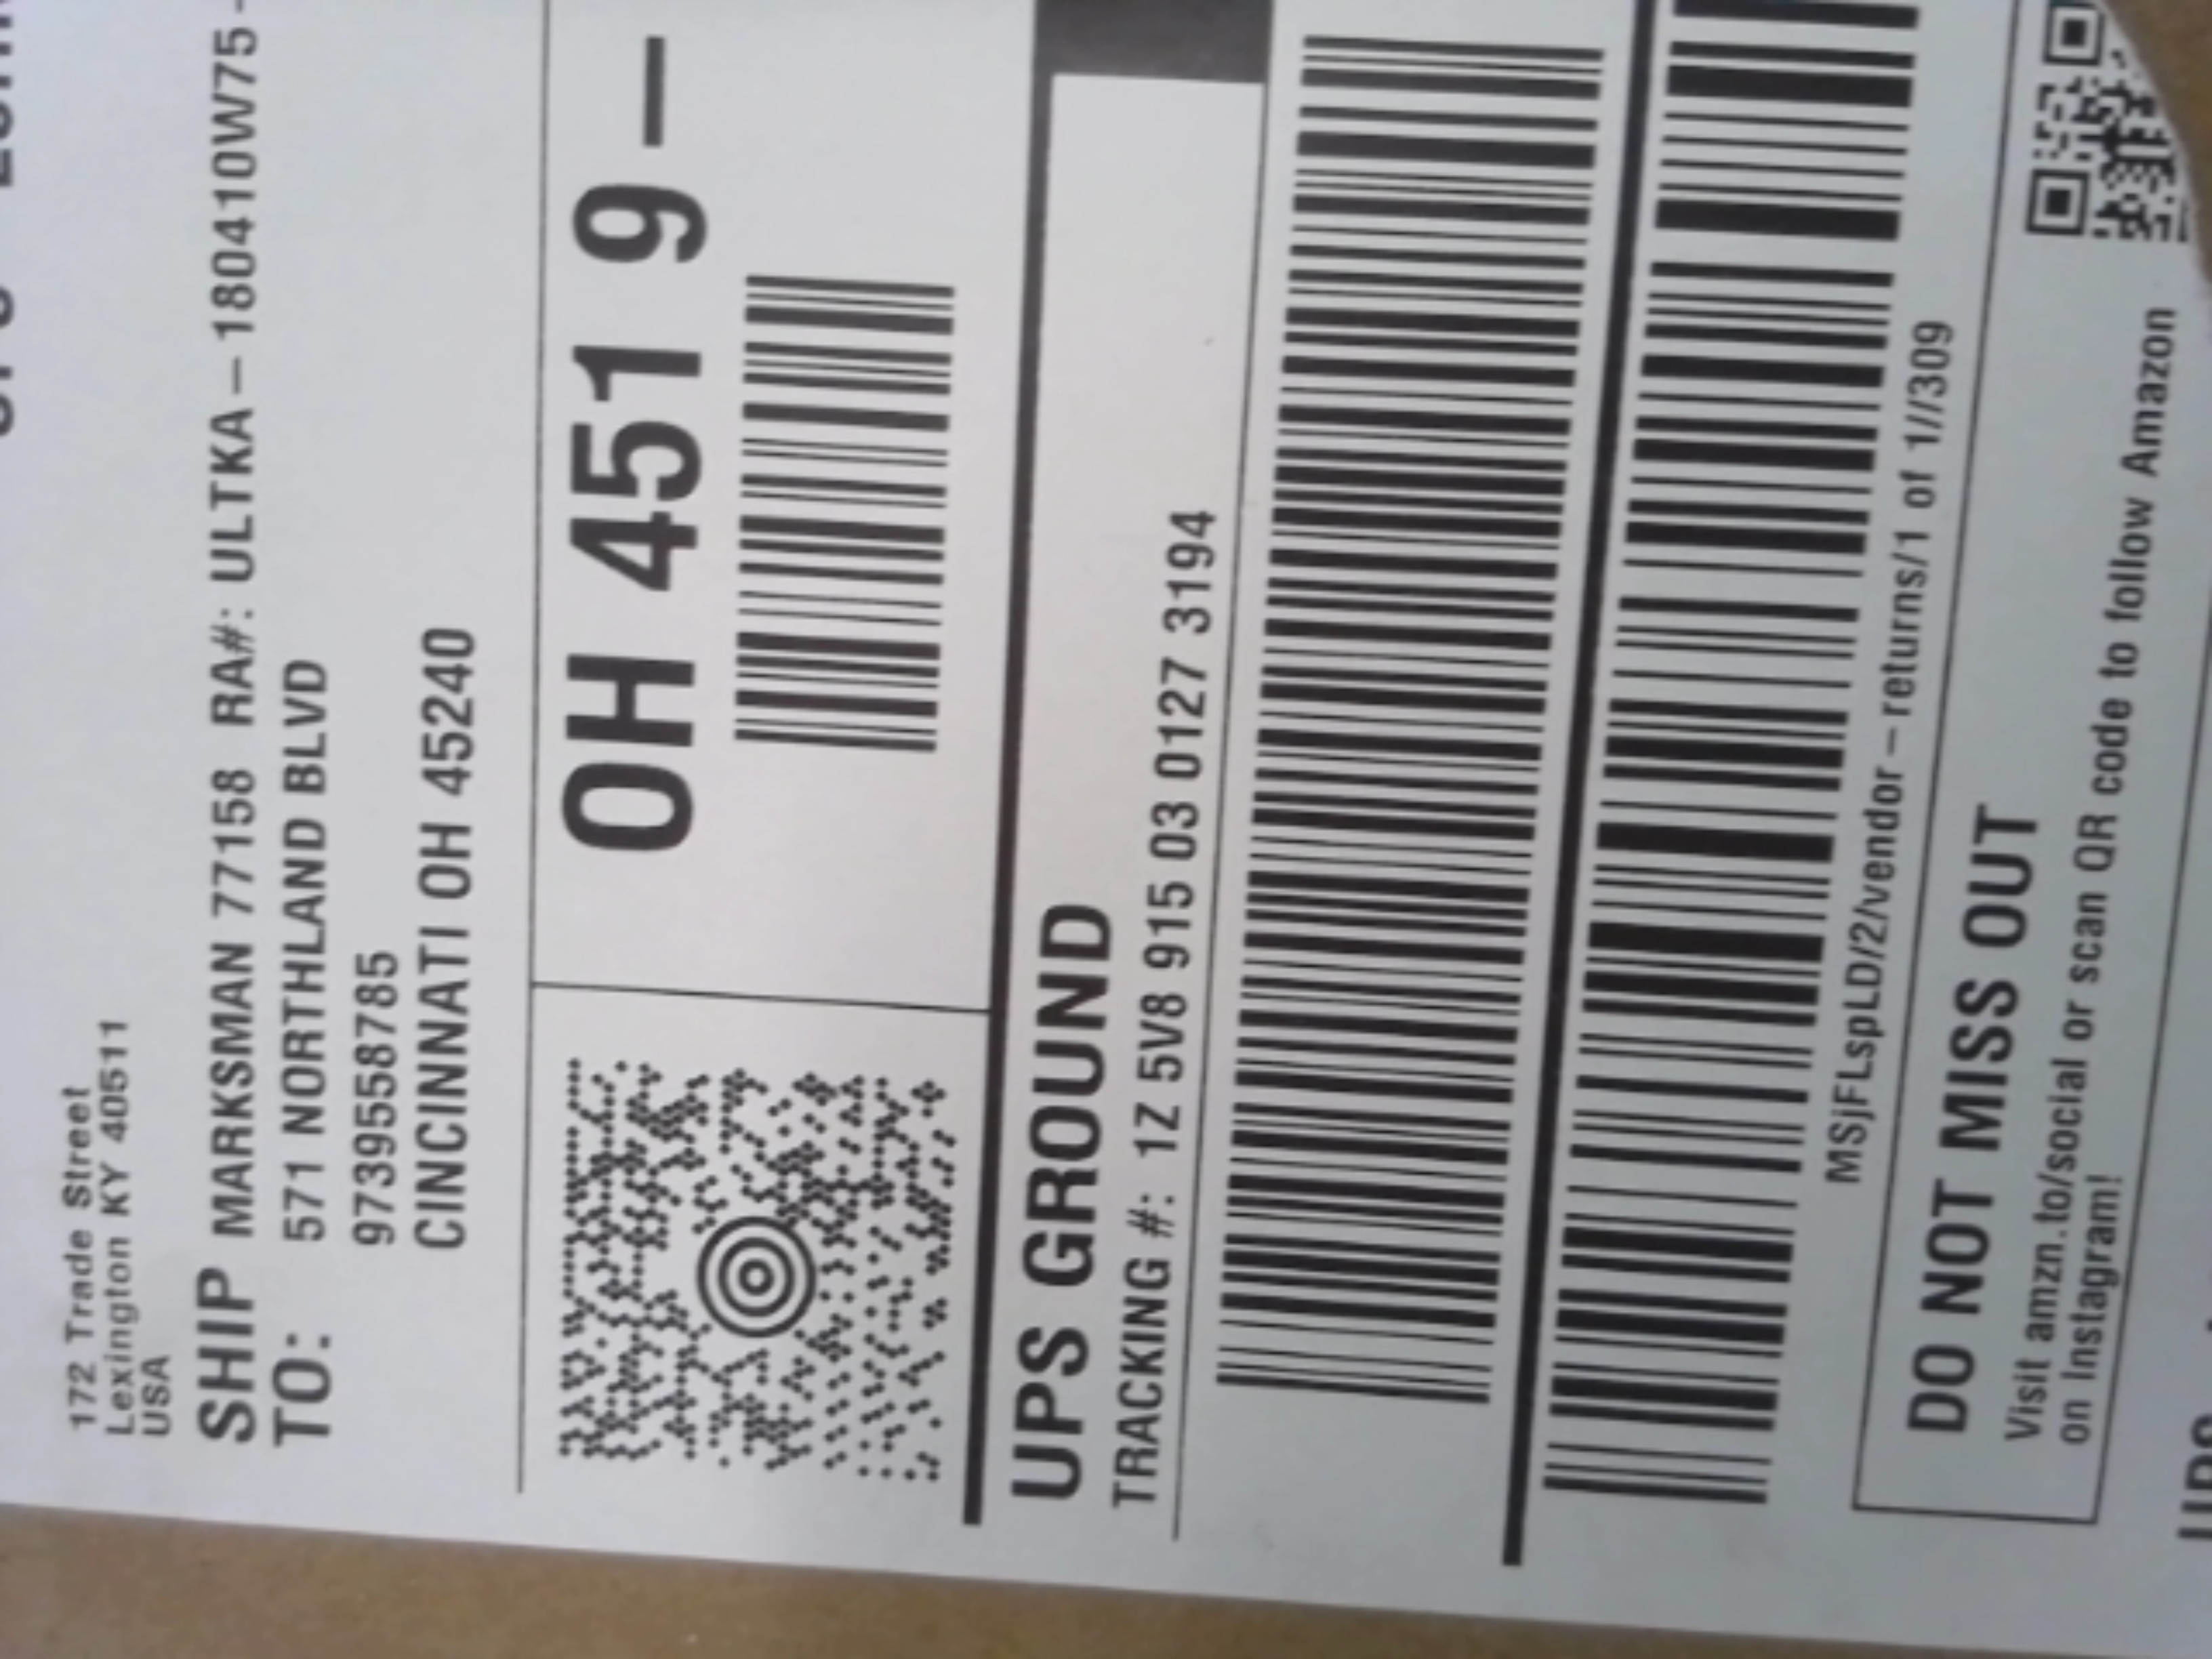 172 Trade Street
Lexington KY 40511
USA
SHIP MARKSMAN 77158 RA#: ULTKA-180410W75-
TO: 571 NORTHLAND BLVD
9739558785
CINCINNATI OH 45240
OH 451 9-
UPS GROUND
TRACKING #: 1Z 5V8 915 03 0127 3194
MSjFLspLD/2/vendor-returns/1 of 1//309
DO NOT MISS OUT
Visit amzn.to/social or scan QR code to follow Amazon
on Instagram!